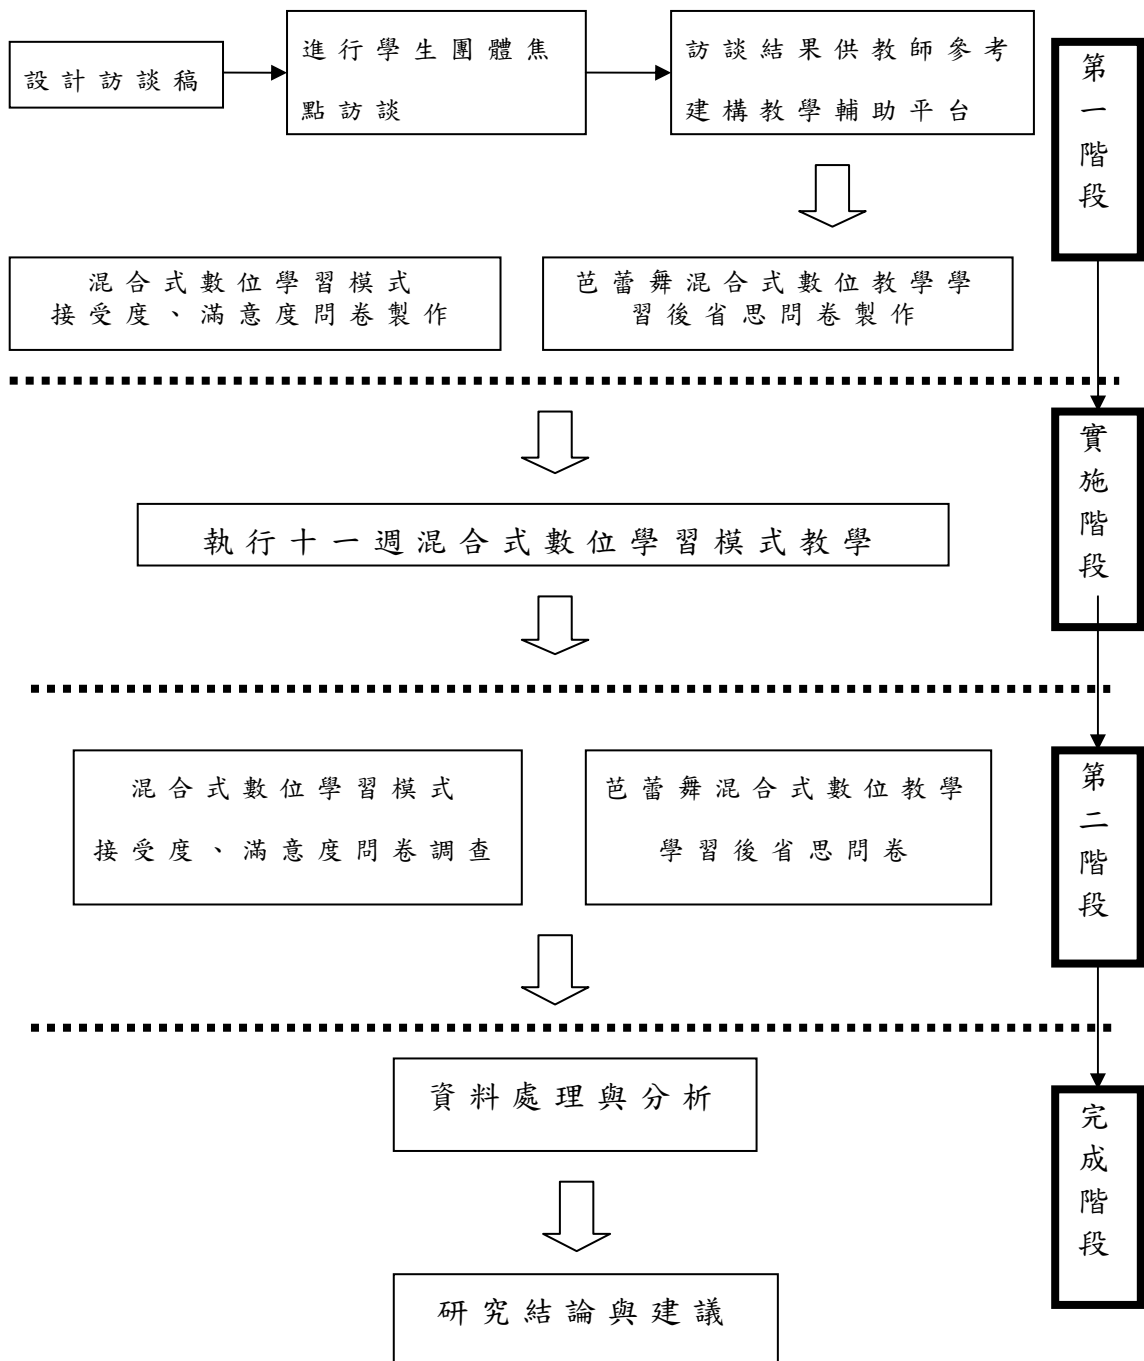 設計訪談稿
進行學生團體焦
點訪談
訪談結果供教師參考
建構教學輔助平台
第一階段
混合式數位學習模式
接受度、滿意度問卷製作
芭蕾舞混合式數位教學學
習後省思問卷製作
實施階段
執行十一週混合式數位學習模式教學
混合式數位學習模式
接受度、滿意度問卷調查
芭蕾舞混合式數位教學
學習後省思問卷
第二階段
資料處理與分析
完成階段
研究結論與建議